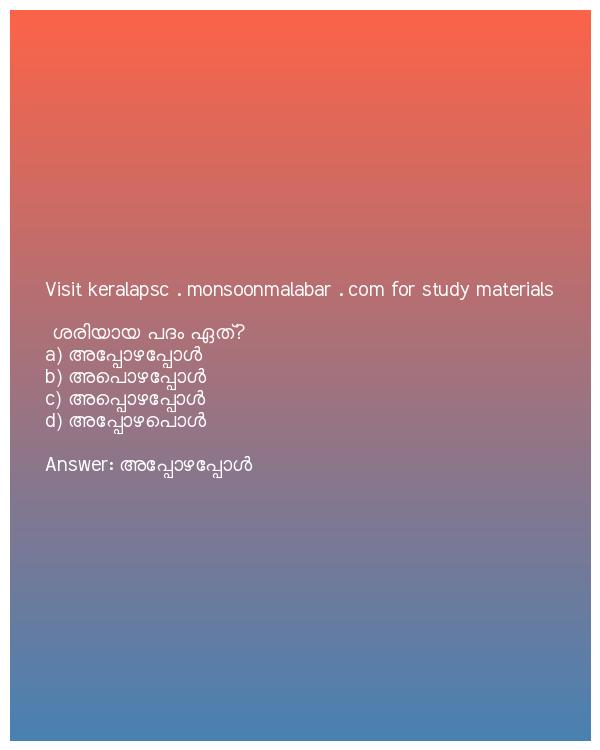 Visit keralapsc . monsoonmalabar . com for study materials
ശരിയായ പദം ഏത്?
a) അപ്പോഴപ്പോൾ
b) അപൊഴപ്പോൾ
c) അപ്പൊഴപ്പോൾ
d) അപ്പോഴപൊൾ
Answer: അപ്പോഴപ്പോൾ